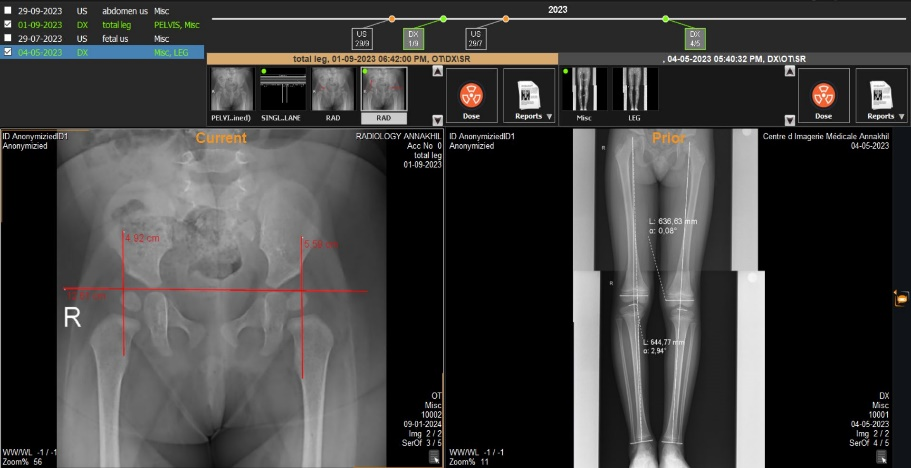 29-09-2023 US abdomen us Misc
01-09-2023 DX total leg PELVIS, Misc
29-07-2023 US fetal us Misc
04-05-2023 DX Misc, LEG
2023
US
29/9
DX
1/9
US
29/7
DX
4/5
total leg, 01-09-2023 06:42:00 PM, OT\DX\SR
, 04-05-2023 05:40:32 PM, DX\OT\SR
PELVI..ined)
SINGL..LANE
RAD
RAD
Dose
Reports
Misc
LEG
Dose
Reports
ID AnonymiziedID1
Anonymizied
Current
RADIOLOGY ANNAKHIL
Acc No 0
total leg
01-09-2023
4,92 cm
R
OT
Misc
10002
09-01-2024
Img 2 / 2
SerOf 3 / 5
WW/WL -1 / -1
Zoom% 56
ID AnonymiziedID1
Anonymizied
Prior
Centre d Imagerie Médicale Annakhil
04-05-2023
R
L: 636,63 mm
α: 0,08°
R
L: 644,77 mm
α: 2,94°
DX
Misc
10001
04-05-2023
Img 2 / 2
SerOf 4 / 5
WW/WL -1 / -1
Zoom% 11